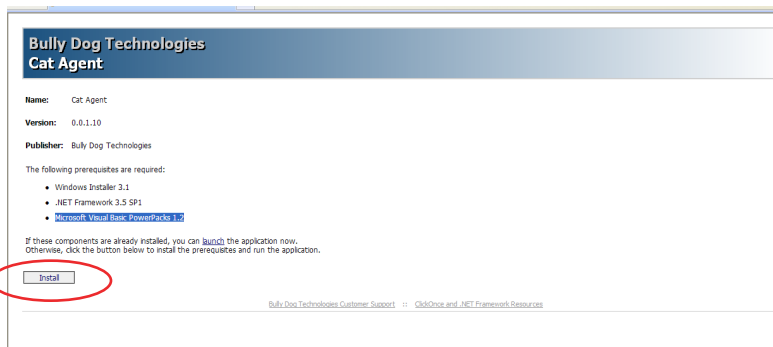 Bully Dog Technologies
Cat Agent
Name: Cat Agent
Version: 0.0.1.10
Publisher: Bully Dog Technologies
The following prerequisites are required:
• Windows Installer 3.1
• .NET Framework 3.5 SP1
• Microsoft Visual Basic PowerPacks 1.2
If these components are already installed, you can launch the application now.
Otherwise, click the button below to install the prerequisites and run the application.
Install
Bully Dog Technologies Customer Support :: ClickOnce and .NET Framework Resources